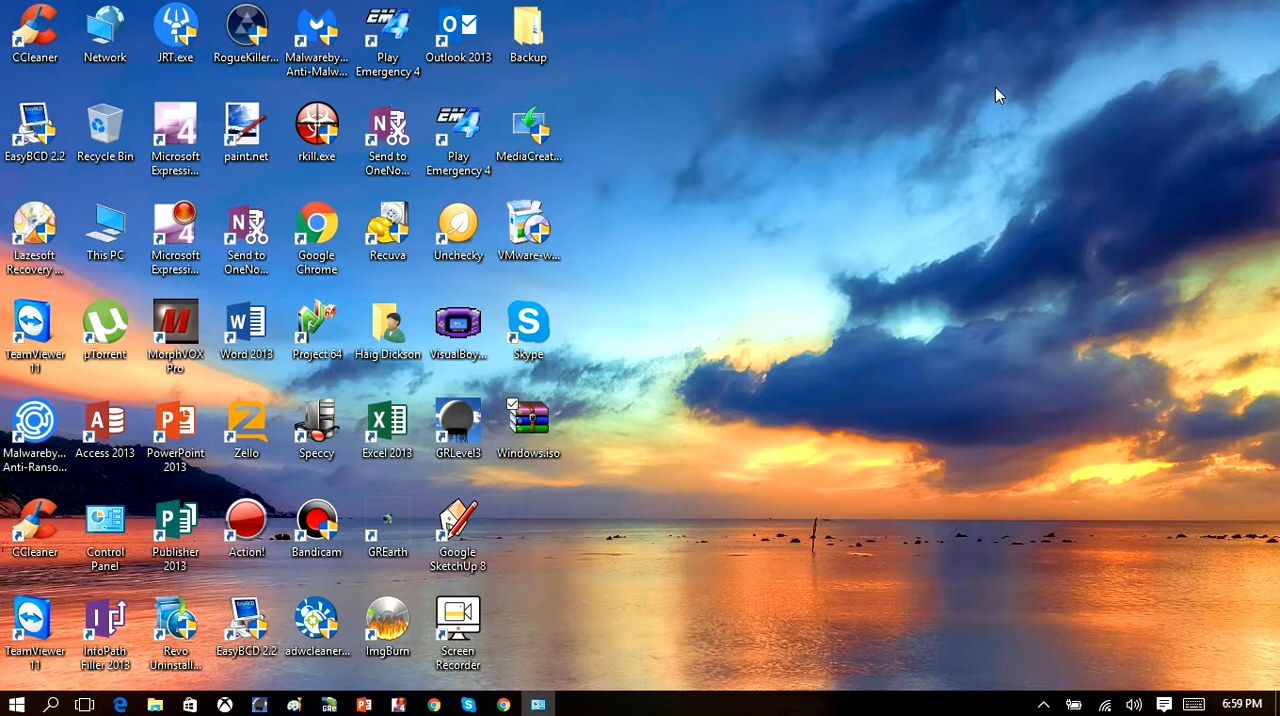 CCleaner
Network
JRT.exe
RogueKiller...
Malwareby...
Anti-Malw...
Play
Emergency 4
Outlook 2013
Backup
EasyBCD 2.2
Recycle Bin
Microsoft
Expressi...
paint.net
rkill.exe
Send to
OneNo...
Play
Emergency 4
MediaCreat...
Lazesoft
Recovery ...
This PC
Microsoft
Expressi...
Send to
OneNo...
Google
Chrome
Recuva
Unchecky
VMware-w...
TeamViewer
11
µTorrent
MorphVOX
Pro
Word 2013
Project 64
Haig Dickson
VisualBoy...
Skype
Malwareby...
Anti-Ranso...
Access 2013
PowerPoint
2013
Zello
Speccy
Excel 2013
GRLevel3
Windows.iso
CCleaner
Control
Panel
Publisher
2013
Action!
Bandicam
GREarth
Google
SketchUp 8
TeamViewer
11
InfoPath
Filler 2013
Revo
Uninstall...
EasyBCD 2.2
adwcleaner...
ImgBurn
Screen
Recorder
6:59 PM